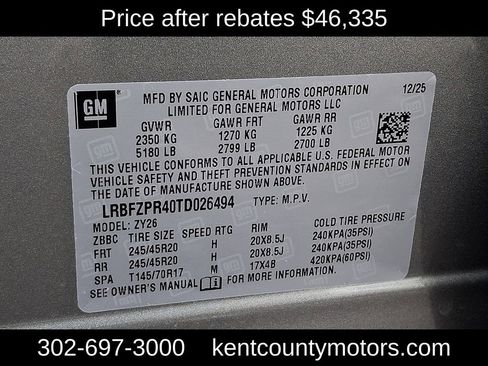 Price after rebates $46,335
GM
MFD BY SAIC GENERAL MOTORS CORPORATION 12/25
LIMITED FOR GENERAL MOTORS LLC
GVWR GAWR FRT GAWR RR
2350 KG 1270 KG 1225 KG
5180 LB 2799 LB 2700 LB
THIS VEHICLE CONFORMS TO ALL APPLICABLE U.S. FEDERAL MOTOR
VEHICLE SAFETY AND THEFT PREVENTION STANDARDS IN EFFECT ON
THE DATE OF MANUFACTURE SHOWN ABOVE.
LRBFZPR40TD026494 TYPE: M.P.V.
MODEL: ZY26
ZBBC TIRE SIZE SPEED RTG RIM COLD TIRE PRESSURE
FRT 245/45R20 H 20X8.5J 240KPA(35PSI)
RR 245/45R20 H 20X8.5J 240KPA(35PSI)
SPA T145/70R17 M 17X4B 420KPA(60PSI)
SEE OWNER'S MANUAL FOR MORE INFORMATION
302-697-3000 kentcountymotors.com